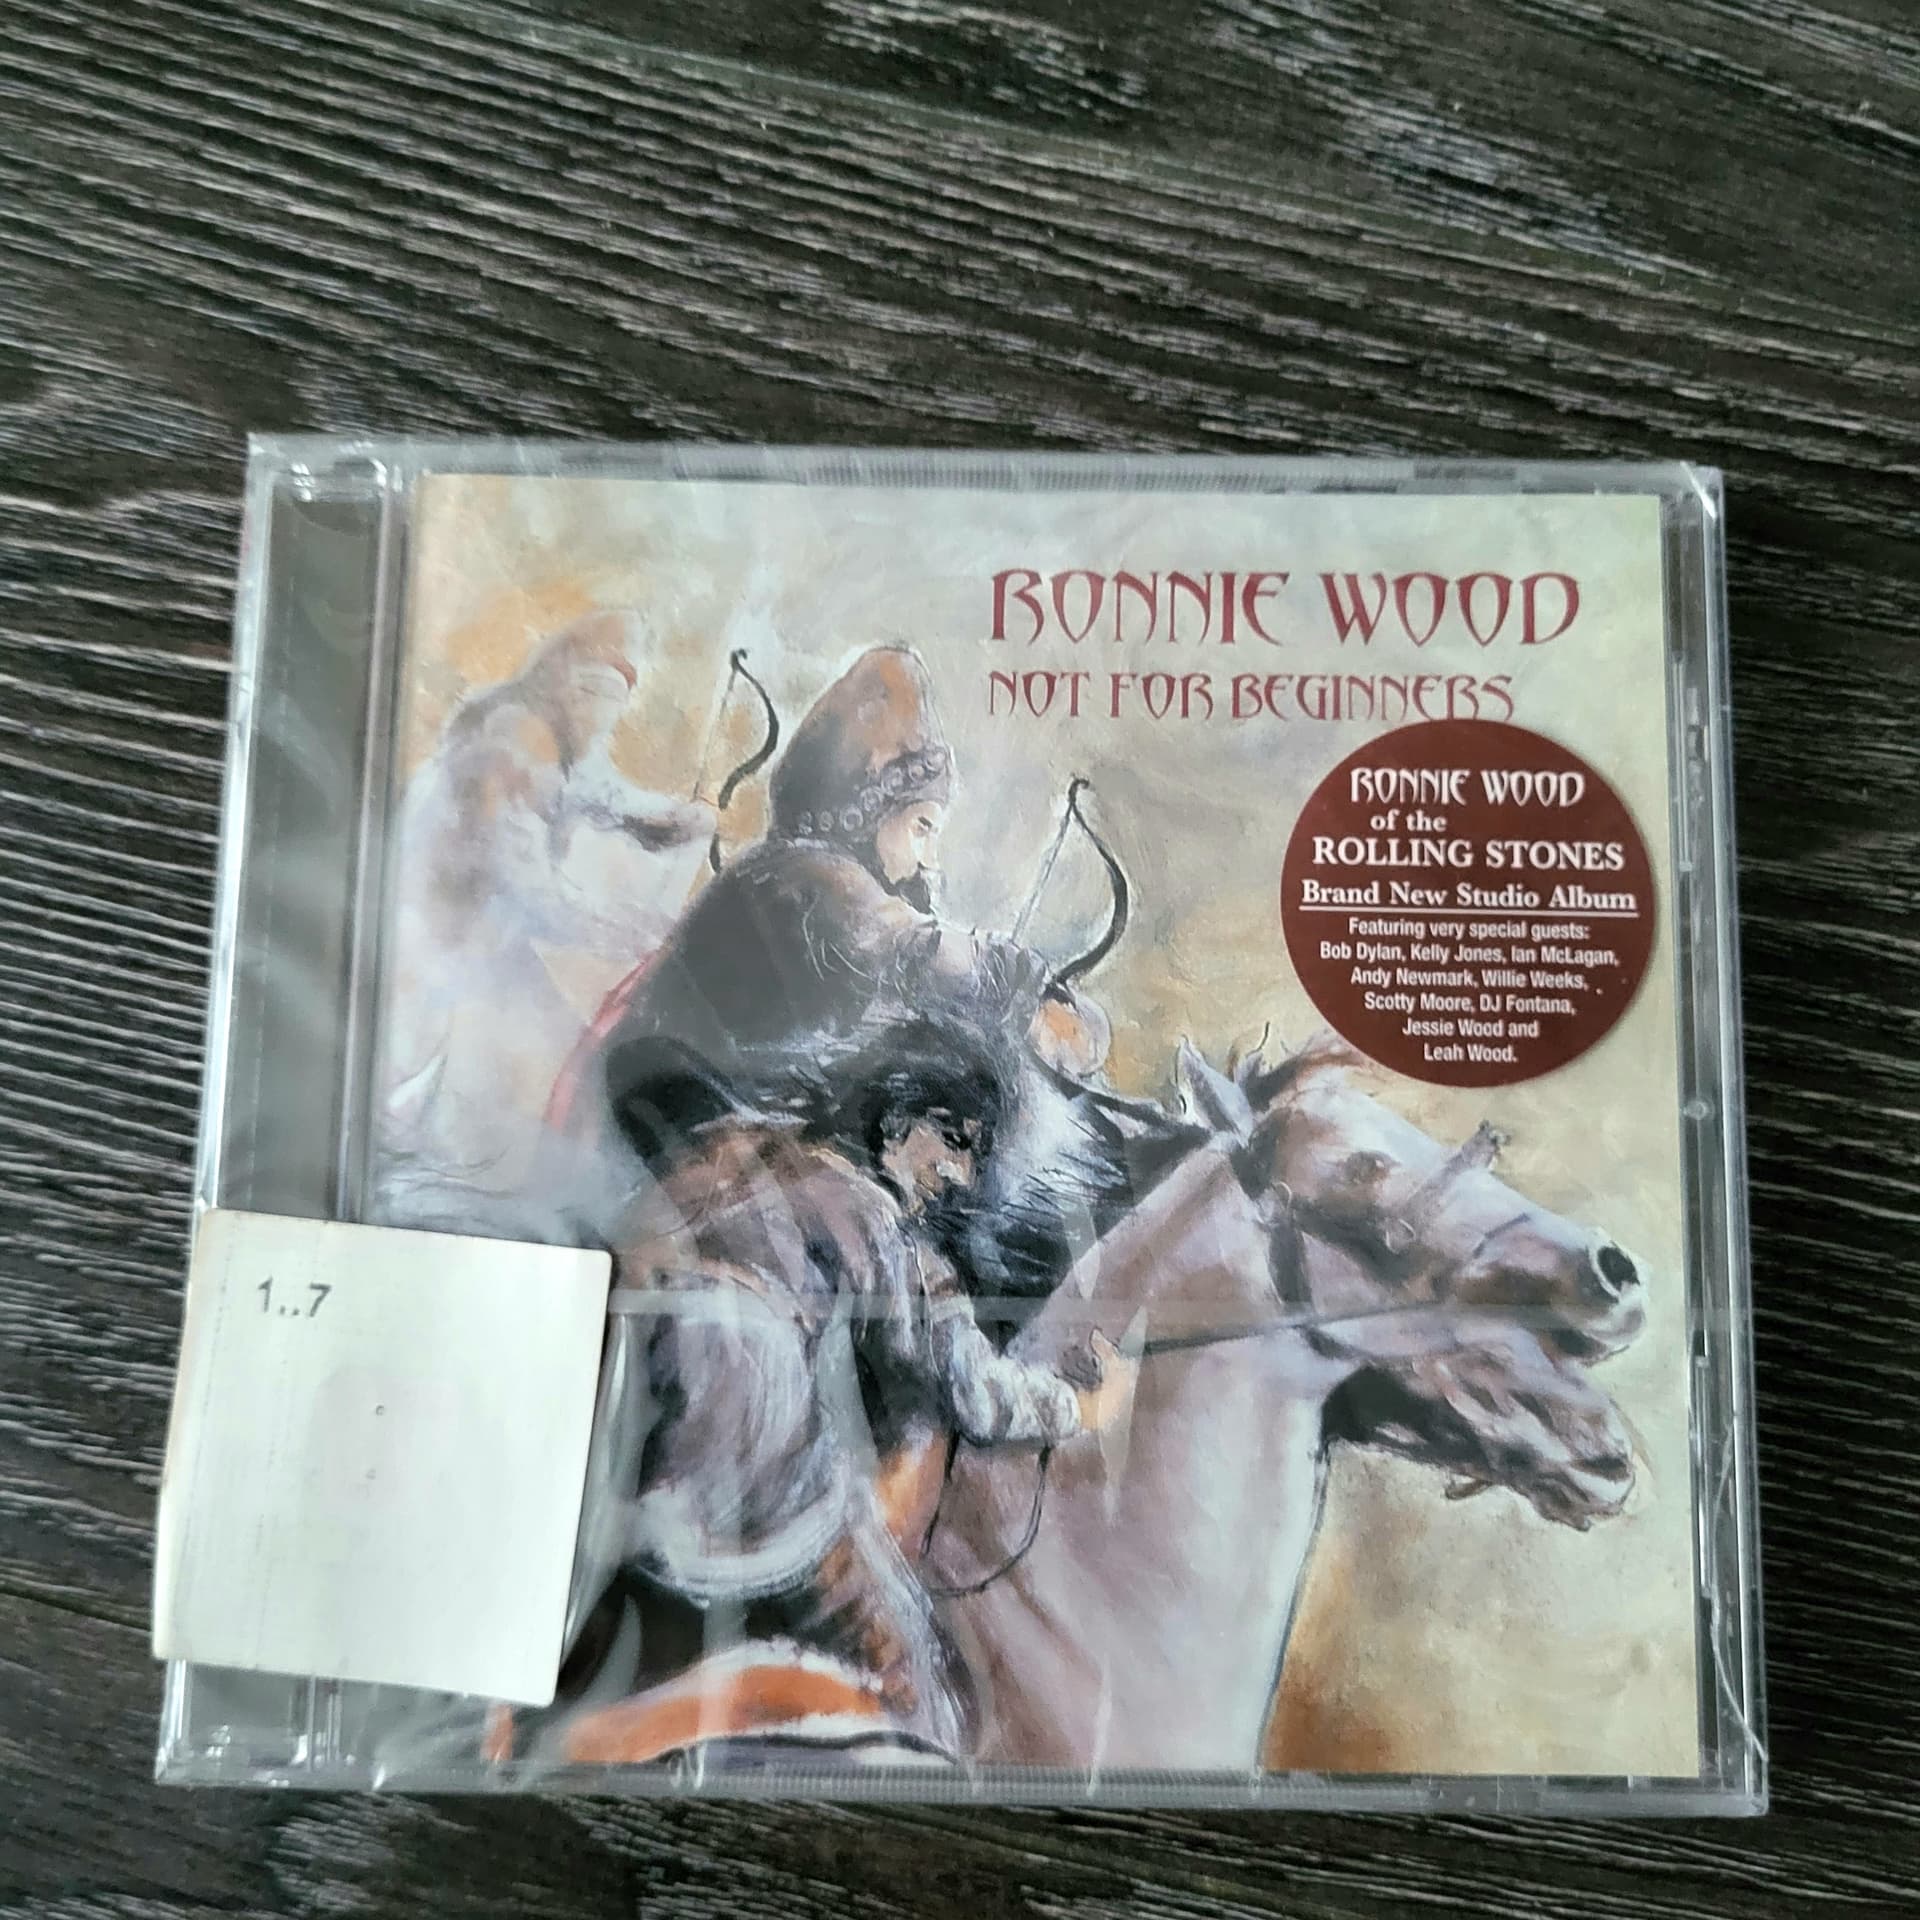 RONNIE WOOD
NOT FOR BEGINNERS
RONNIE WOOD
of the
ROLLING STONES
Brand New Studio Album
Featuring very special guests:
Bob Dylan, Kelly Jones, Ian McLagan,
Andy Newmark, Willie Weeks,
Scotty Moore, DJ Fontana,
Jessie Wood and
Leah Wood.
1..7